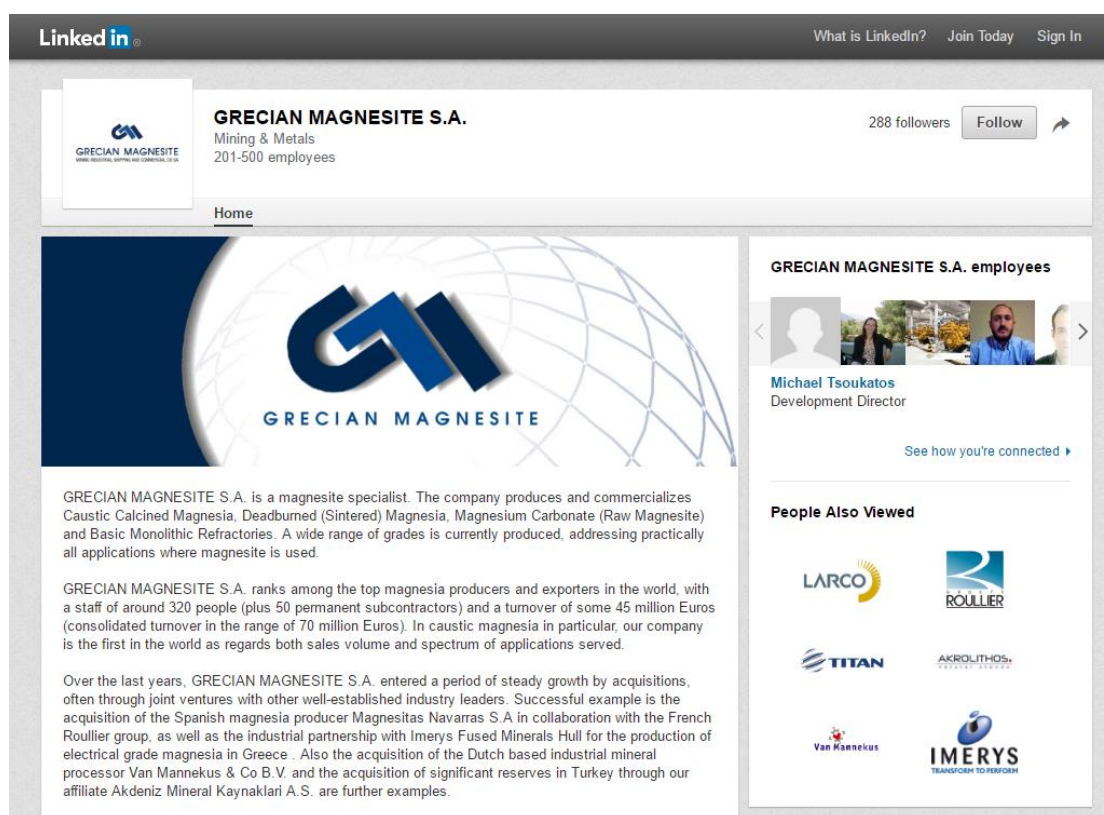 Linked in
What is LinkedIn? Join Today Sign In
GRECIAN MAGNESITE
MINING, INDUSTRIAL, SHIPPING AND COMMERCIAL CO SA
GRECIAN MAGNESITE S.A.
Mining & Metals
201-500 employees
288 followers Follow
Home
GRECIAN MAGNESITE
GRECIAN MAGNESITE S.A. is a magnesite specialist. The company produces and commercializes
Caustic Calcined Magnesia, Deadburned (Sintered) Magnesia, Magnesium Carbonate (Raw Magnesite)
and Basic Monolithic Refractories. A wide range of grades is currently produced, addressing practically
all applications where magnesite is used.
GRECIAN MAGNESITE S.A. ranks among the top magnesia producers and exporters in the world, with
a staff of around 320 people (plus 50 permanent subcontractors) and a turnover of some 45 million Euros
(consolidated turnover in the range of 70 million Euros). In caustic magnesia in particular, our company
is the first in the world as regards both sales volume and spectrum of applications served.
Over the last years, GRECIAN MAGNESITE S.A. entered a period of steady growth by acquisitions,
often through joint ventures with other well-established industry leaders. Successful example is the
acquisition of the Spanish magnesia producer Magnesitas Navarras S.A in collaboration with the French
Roullier group, as well as the industrial partnership with Imerys Fused Minerals Hull for the production of
electrical grade magnesia in Greece . Also the acquisition of the Dutch based industrial mineral
processor Van Mannekus & Co B.V. and the acquisition of significant reserves in Turkey through our
affiliate Akdeniz Mineral Kaynaklari A.S. are further examples.
GRECIAN MAGNESITE S.A. employees
Michael Tsoukatos
Development Director
See how you're connected
People Also Viewed
LARCO
ROULLIER
TITAN
AKROLITHOS.
Van Mannekus
IMERYS
TRANSFORM TO PERFORM